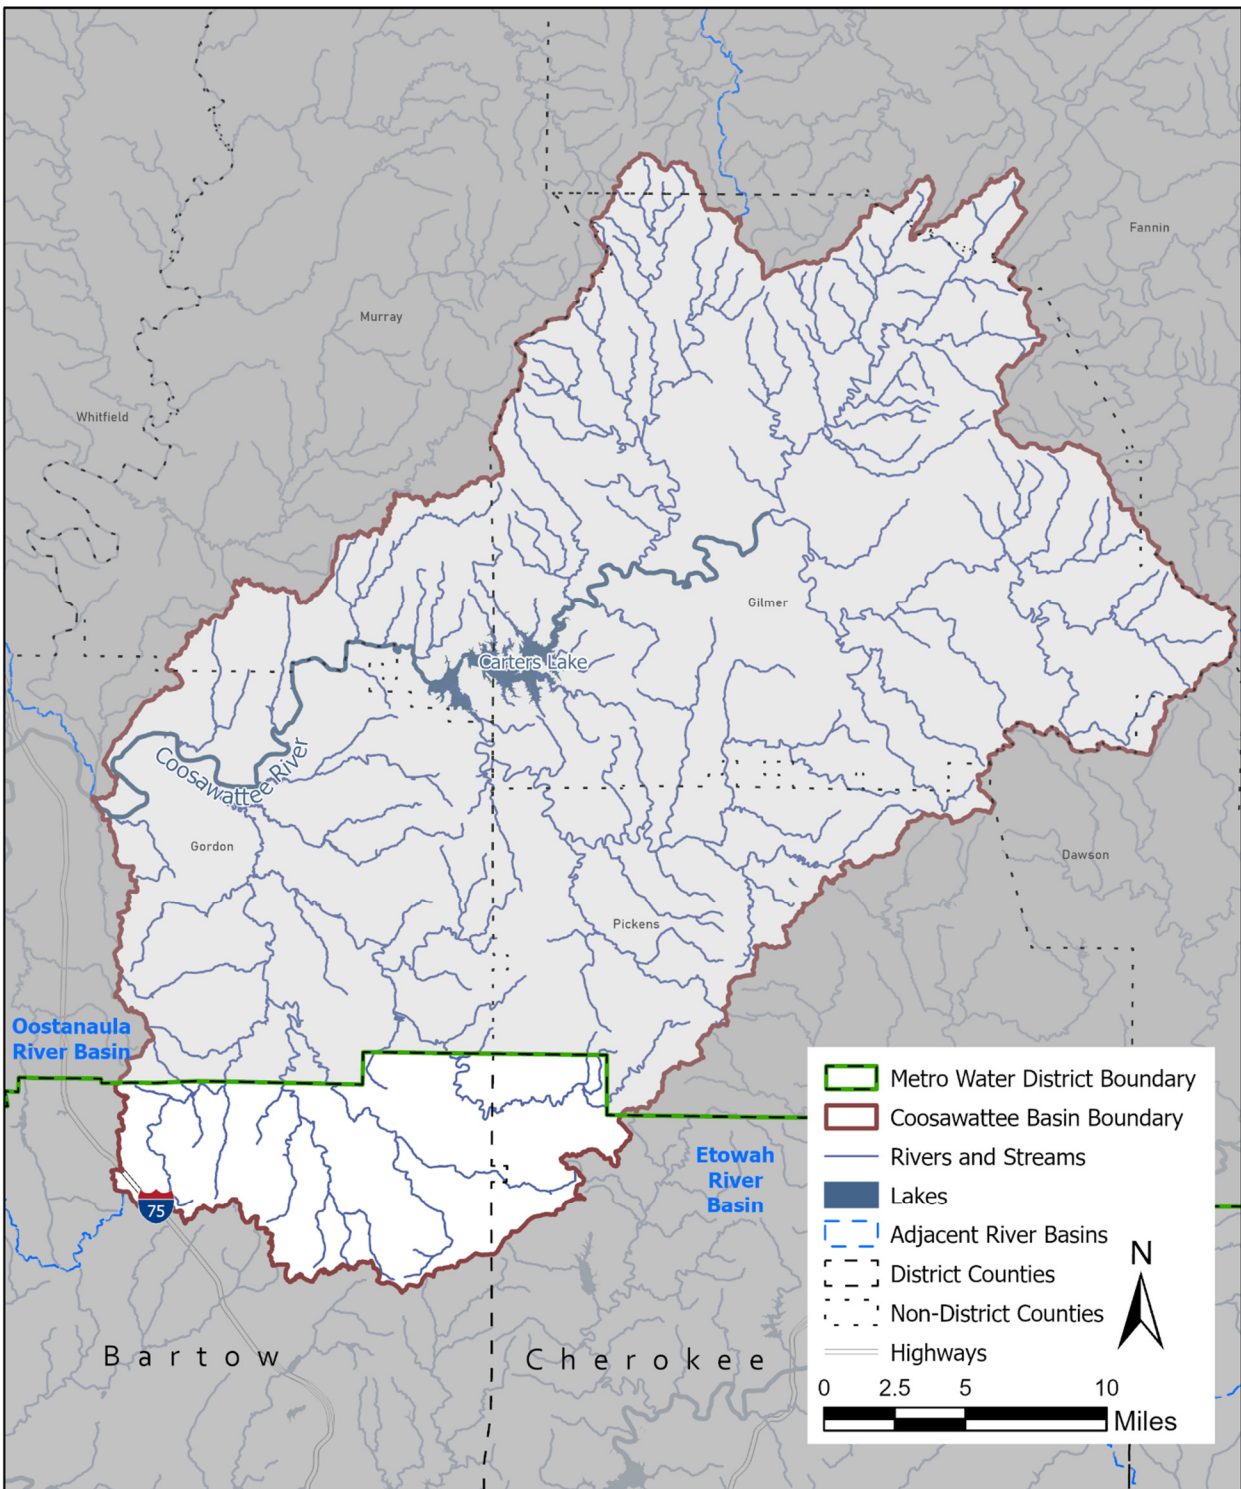 Fannin
Murray
Whitfield
Gilmer
Carters Lake
Coosawattee River
Gordon
Dawson
Pickens
Oostanaula
River Basin
Etowah
River
Basin
75
Bartow
Cherokee
Metro Water District Boundary
Coosawattee Basin Boundary
Rivers and Streams
Lakes
Adjacent River Basins
District Counties
Non-District Counties
Highways
N
0 2.5 5 10
Miles